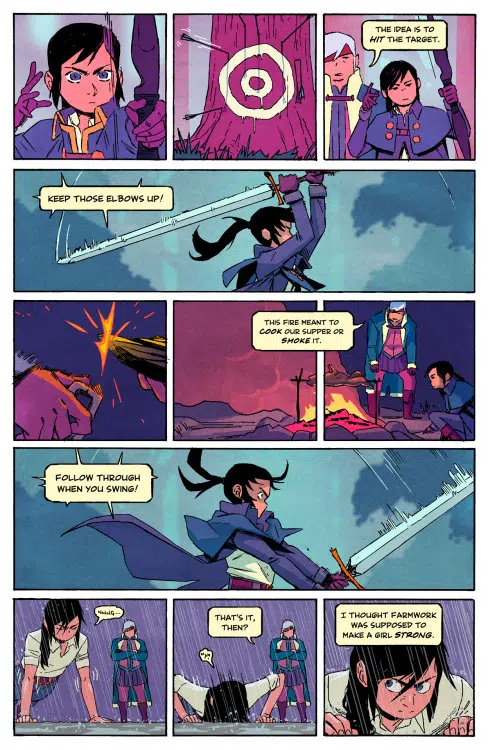 THE IDEA IS TO
HIT THE TARGET.
KEEP THOSE ELBOWS UP!
THIS FIRE MEANT TO
COOK OUR SUPPER OR
SMOKE IT.
FOLLOW THROUGH
WHEN YOU SWING!
THAT'S IT,
THEN?
I THOUGHT FARMWORK
WAS SUPPOSED TO
MAKE A GIRL STRONG.